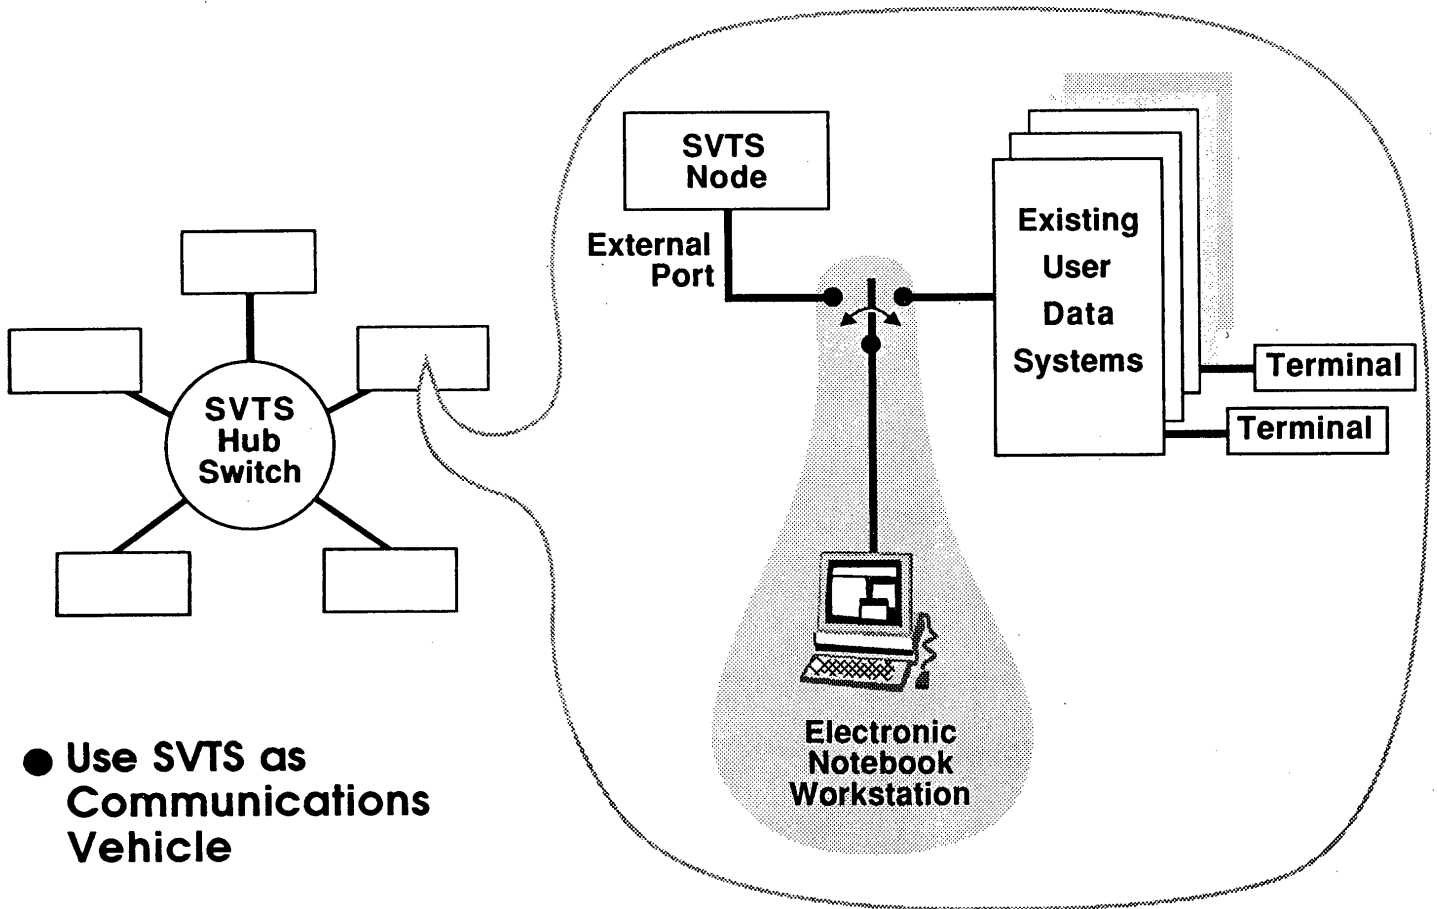 SVTS
Node
External
Port
Existing
User
Data
Systems
Terminal
Terminal
SVTS
Hub
Switch
Electronic
Notebook
Workstation
● Use SVTS as
Communications
Vehicle